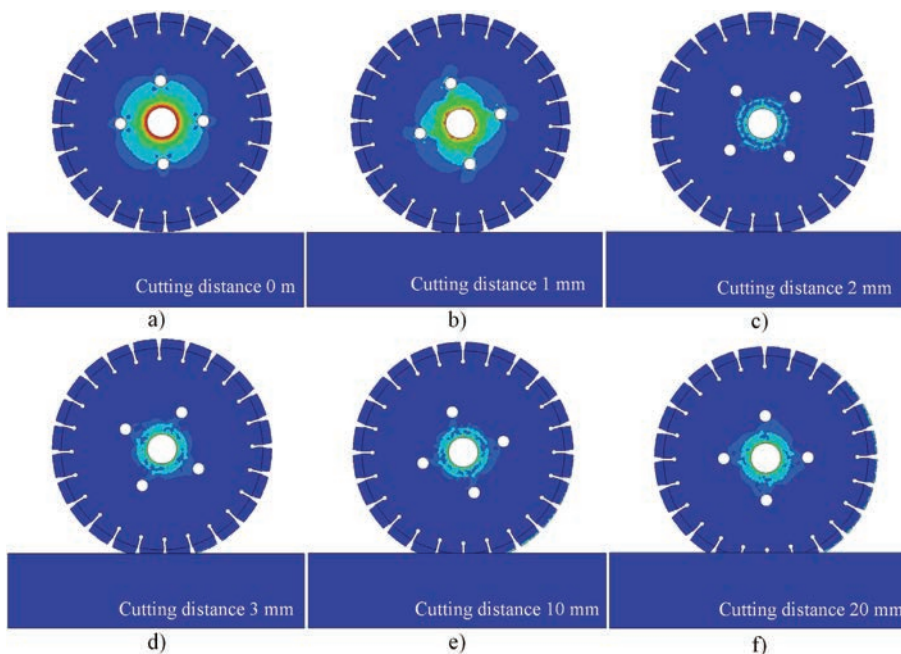 Cutting distance 0 m
a)
Cutting distance 1 mm
b)
Cutting distance 2 mm
c)
Cutting distance 3 mm
d)
Cutting distance 10 mm
e)
Cutting distance 20 mm
f)